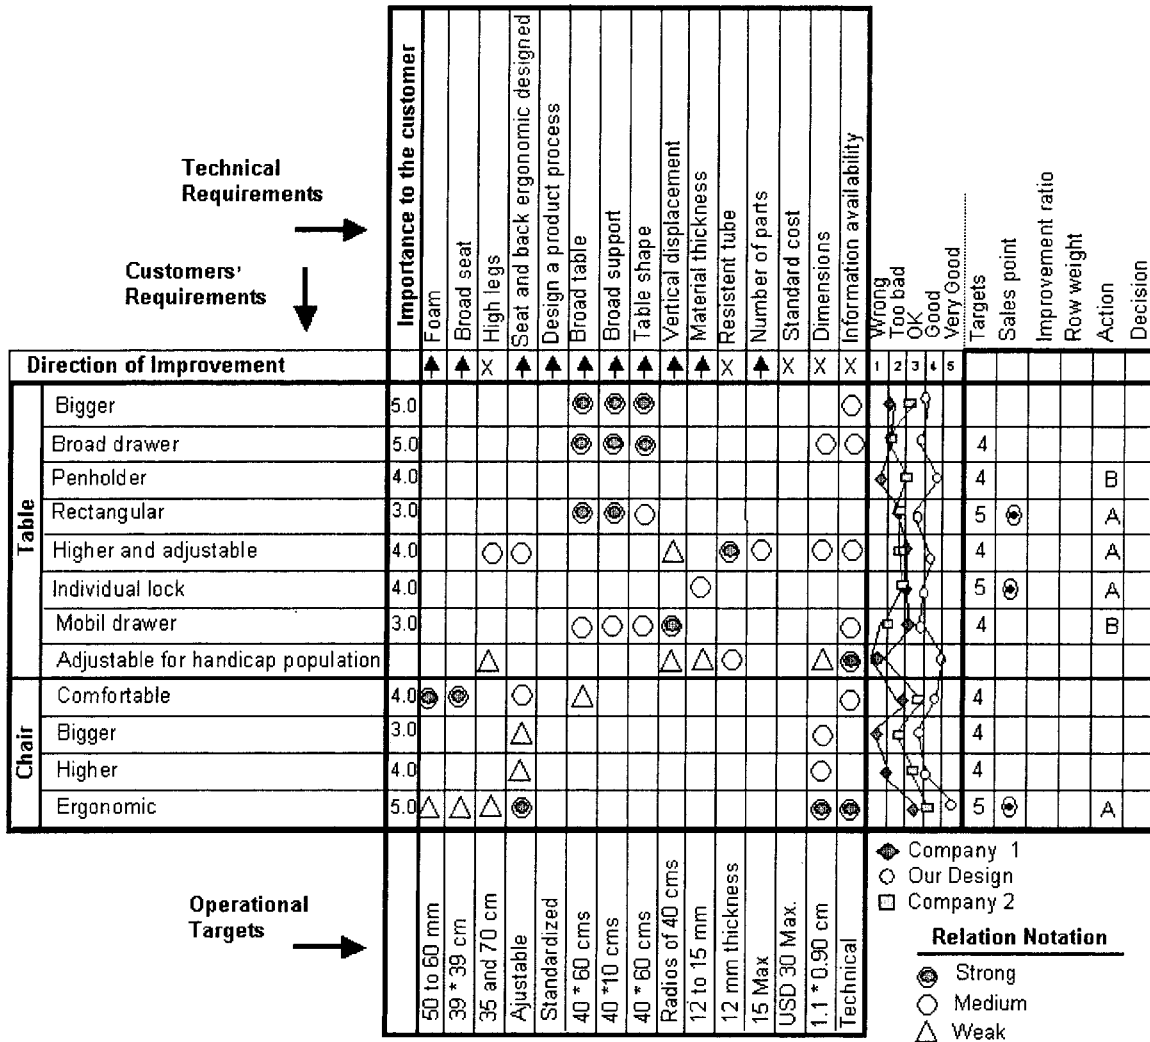 Technical
Requirements
Customers'
Requirements
Importance to the customer
Foam
Broad seat
High legs
Seat and back ergonomic designed
Design a product process
Broad table
Broad support
Table shape
Vertical displacement
Material thickness
Resistent tube
Number of parts
Standard cost
Dimensions
Information availability
Wrong
Too bad
OK
Good
Very Good
Targets
Sales point
Improvement ratio
Row weight
Action
Decision
Direction of Improvement X X X X X 1 2 3 4 5
Table
Bigger 5.0
Broad drawer 5.0 4
Penholder 4.0 4 B
Rectangular 3.0 5 A
Higher and adjustable 4.0 4 A
Individual lock 4.0 5 A
Mobil drawer 3.0 4 B
Adjustable for handicap population
Chair
Comfortable 4.0 4
Bigger 3.0 4
Higher 4.0 4
Ergonomic 5.0 5 A
Operational
Targets
50 to 60 mm
39 * 39 cm
35 and 70 cm
Ajustable
Standardized
40 * 60 cms
40 *10 cms
40 * 60 cms
Radios of 40 cms
12 to 15 mm
12 mm thickness
15 Max
USD 30 Max.
1.1 * 0.90 cm
Technical
Company 1
Our Design
Company 2
Relation Notation
Strong
Medium
Weak